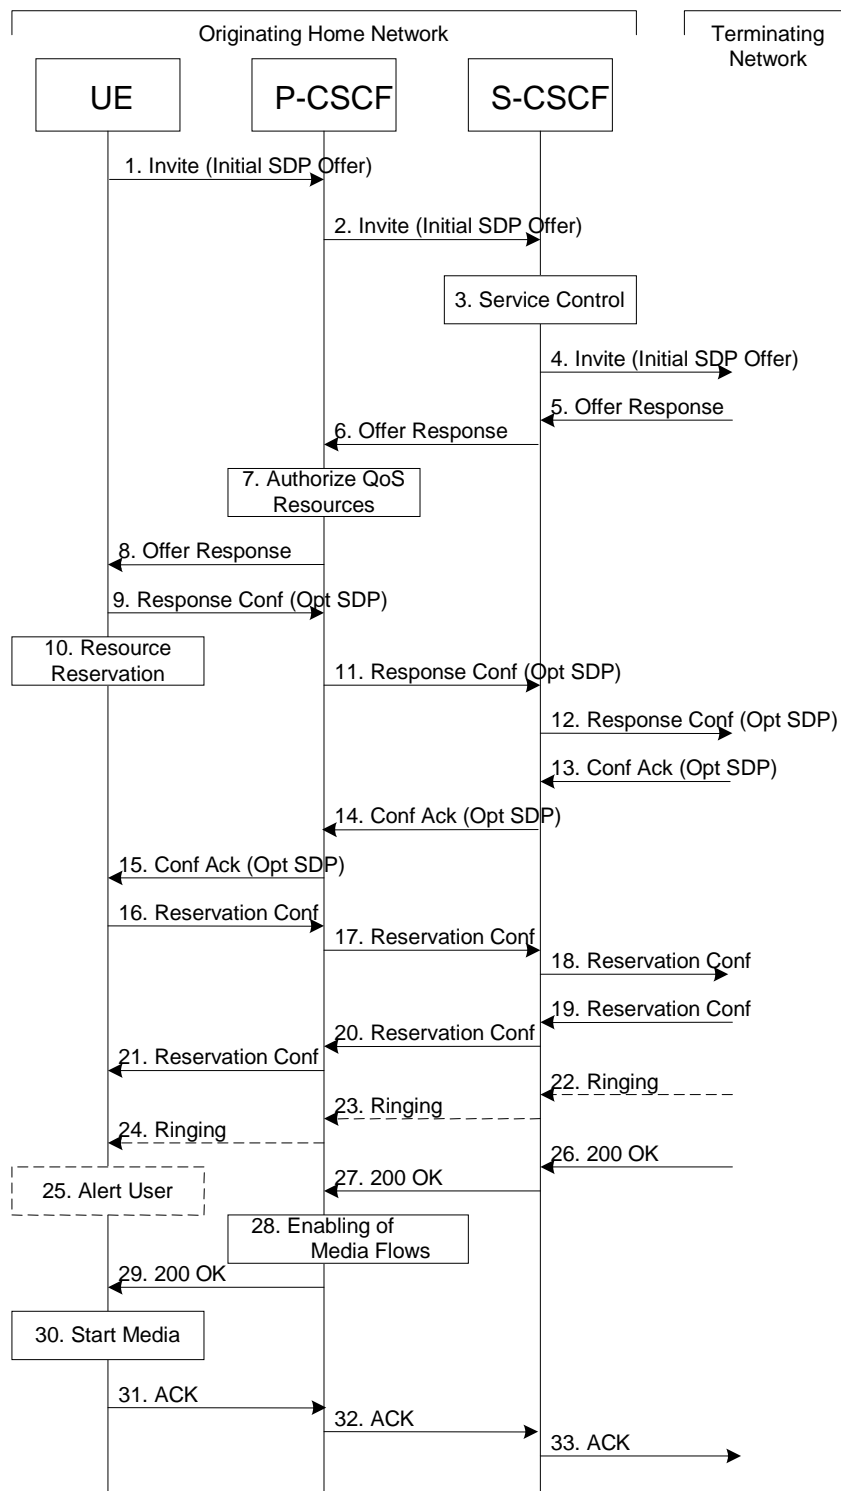 Originating Home Network
Terminating
Network
UE
P-CSCF
S-CSCF
1. Invite (Initial SDP Offer)
2. Invite (Initial SDP Offer)
3. Service Control
4. Invite (Initial SDP Offer)
5. Offer Response
6. Offer Response
7. Authorize QoS
Resources
8. Offer Response
9. Response Conf (Opt SDP)
10. Resource
Reservation
11. Response Conf (Opt SDP)
12. Response Conf (Opt SDP)
13. Conf Ack (Opt SDP)
14. Conf Ack (Opt SDP)
15. Conf Ack (Opt SDP)
16. Reservation Conf
17. Reservation Conf
18. Reservation Conf
19. Reservation Conf
20. Reservation Conf
21. Reservation Conf
22. Ringing
23. Ringing
24. Ringing
25. Alert User
26. 200 OK
27. 200 OK
28. Enabling of
Media Flows
29. 200 OK
30. Start Media
31. ACK
32. ACK
33. ACK